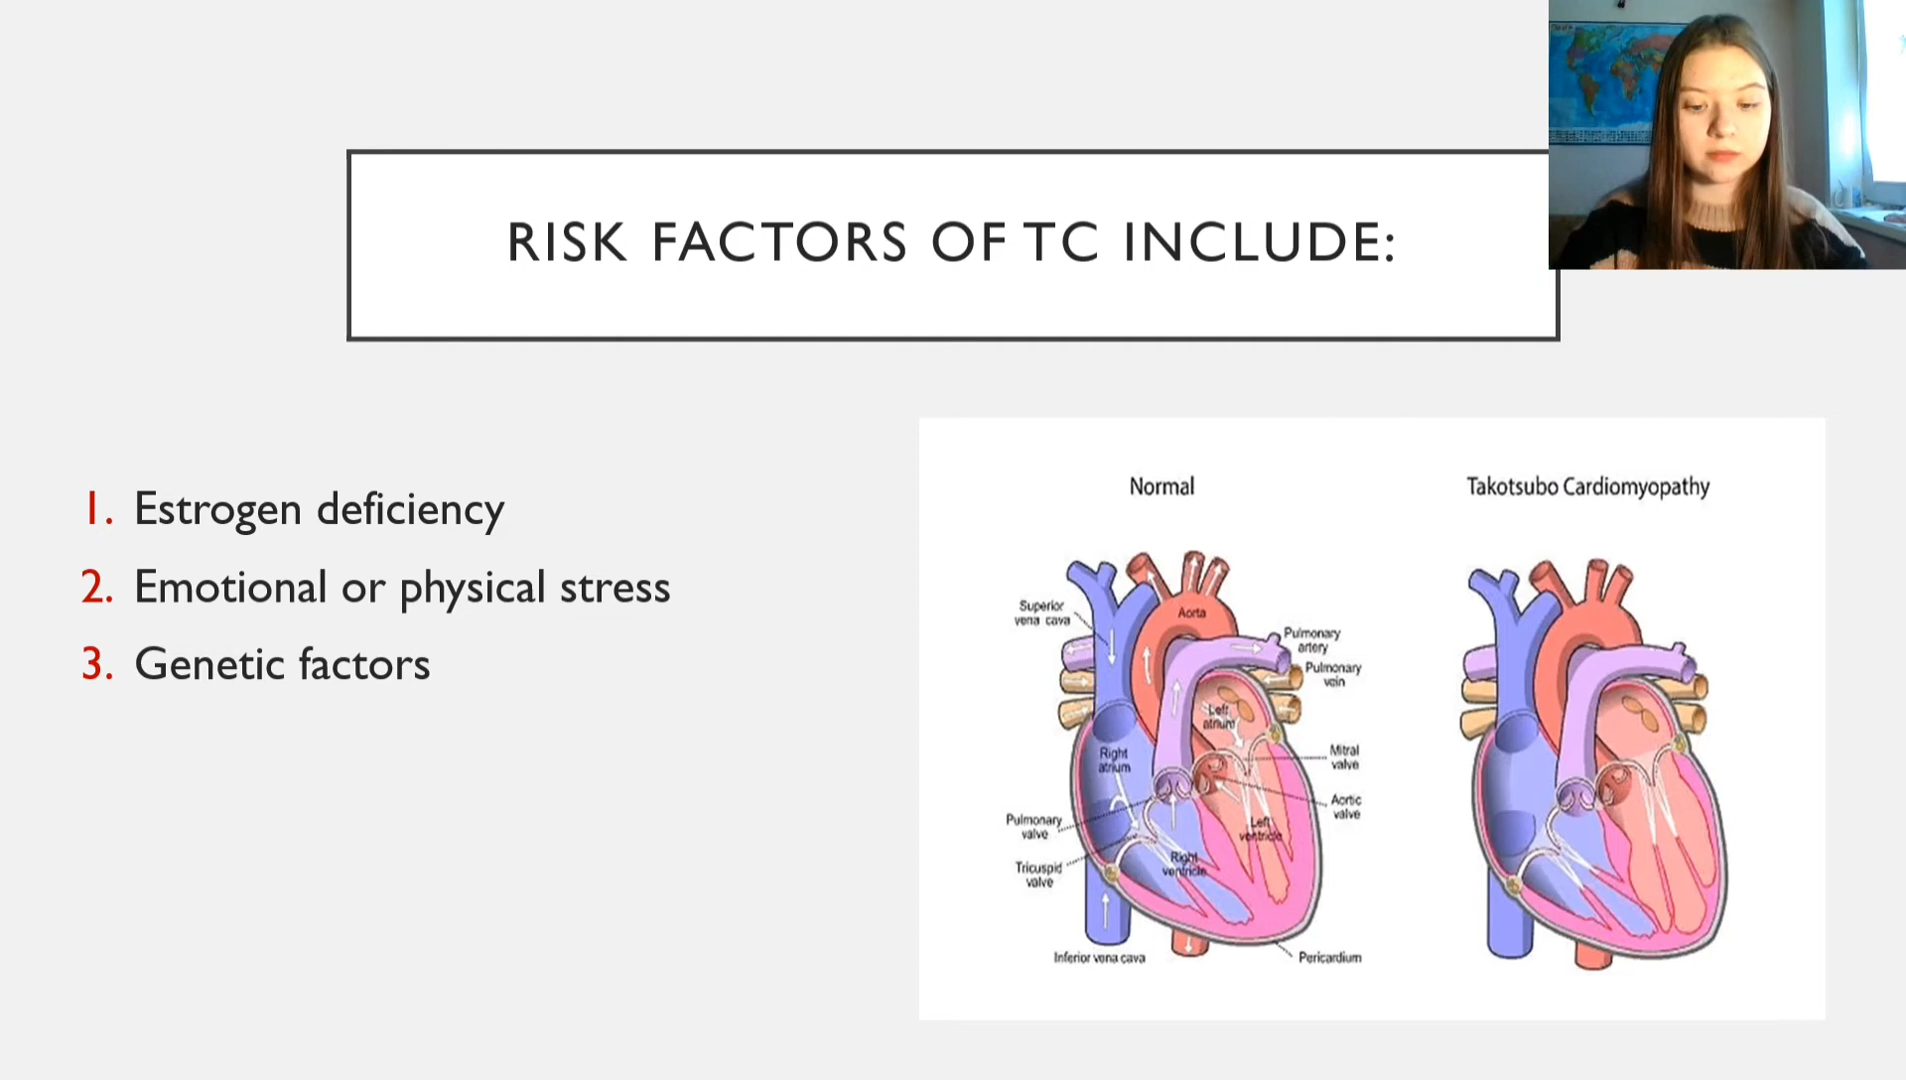 RISK FACTORS OF TC INCLUDE:
1. Estrogen deficiency
2. Emotional or physical stress
3. Genetic factors
Normal
Takotsubo Cardiomyopathy
Superior
vena cava
Aorta
Pulmonary
artery
Pulmonary
vein
Left
atrium
Right
atrium
Mitral
valve
Aortic
valve
Pulmonary
valve
Left
ventricle
Tricuspid
valve
Right
ventricle
Inferior vena cava
Pericardium